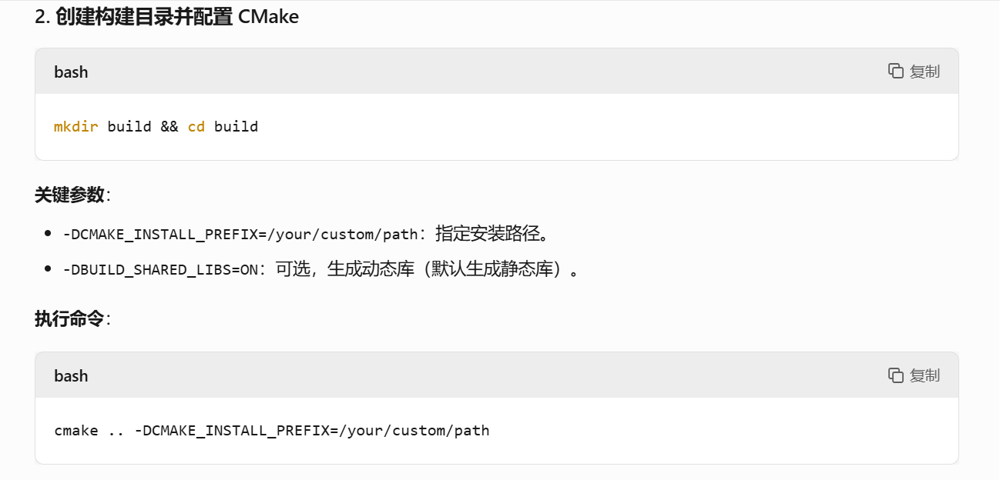 2. 创建构建目录并配置 CMake
bash
复制
mkdir build && cd build
关键参数：
-DCMAKE_INSTALL_PREFIX=/your/custom/path：指定安装路径。
-DBUILD_SHARED_LIBS=ON：可选，生成动态库（默认生成静态库）。
执行命令：
bash
复制
cmake .. -DCMAKE_INSTALL_PREFIX=/your/custom/path